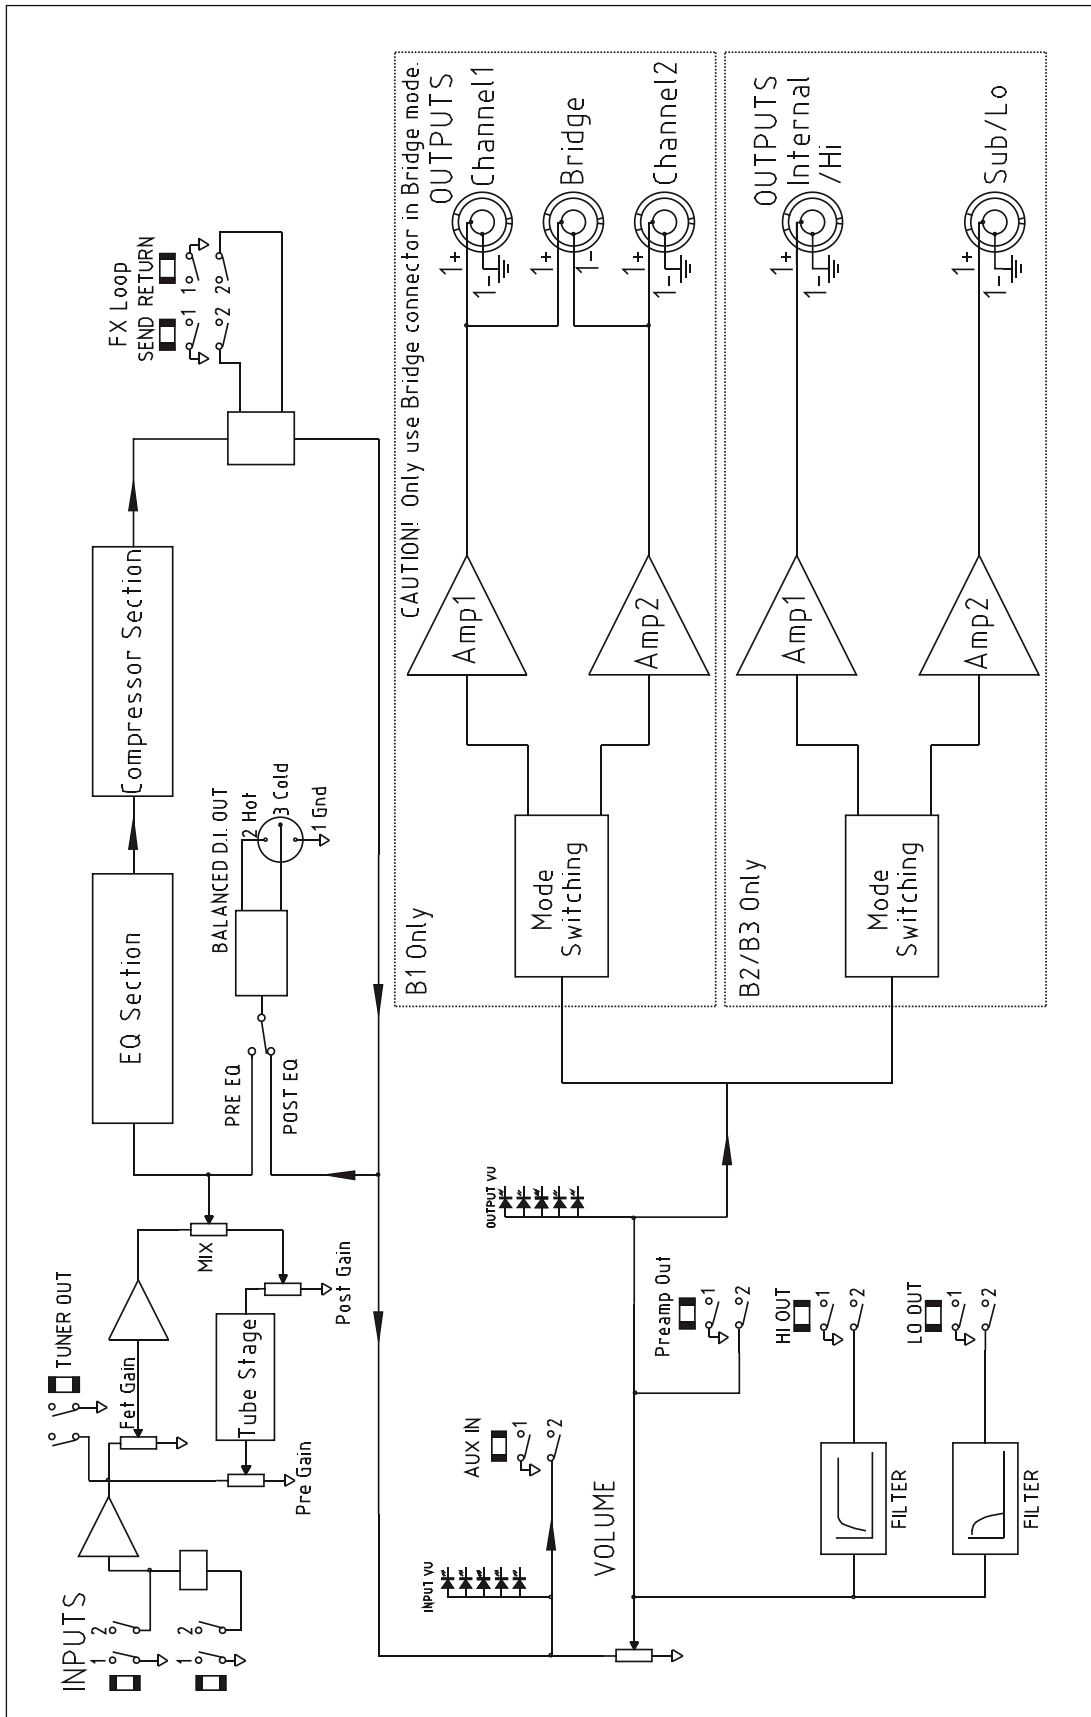 INPUTS
1
2
1
2
TUNER OUT
Fet Gain
Pre Gain
Tube Stage
Post Gain
MIX
EQ Section
Compressor Section
FX Loop
SEND RETURN
1
2
1
2
PRE EQ
POST EQ
BALANCED D.I. OUT
2 Hot
3 Cold
1 Gnd
INPUT VU
AUX IN
1
2
VOLUME
OUTPUT VU
Preamp Out
1
2
HI OUT
1
2
LO OUT
1
2
FILTER
FILTER
B1 Only
CAUTION! Only use Bridge connector in Bridge mode.
Mode
Switching
Amp1
Amp2
OUTPUTS
Channel1
1+
1-
Bridge
1+
1-
Channel2
1+
1-
B2/B3 Only
Mode
Switching
Amp1
Amp2
OUTPUTS
Internal
/Hi
1+
1-
Sub/Lo
1+
1-